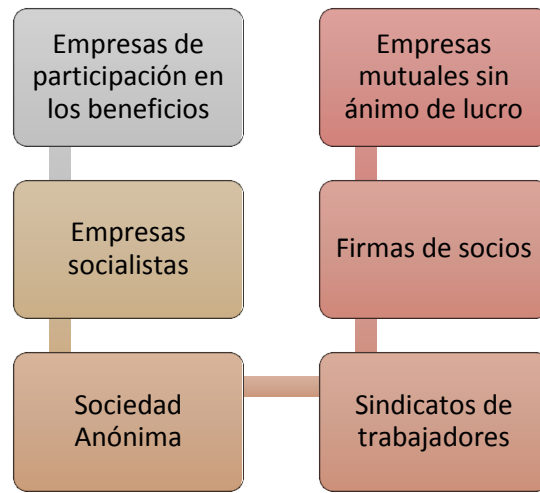 Empresas de
participación en
los beneficios
Empresas
socialistas
Sociedad
Anónima
Sindicatos de
trabajadores
Firmas de socios
Empresas
mutuales sin
ánimo de lucro